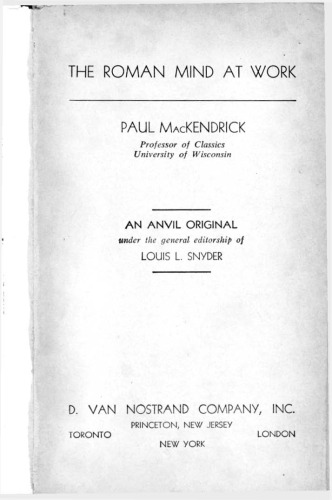 THE ROMAN MIND AT WORK
PAUL MacKENDRICK
Professor of Classics
University of Wisconsin
AN ANVIL ORIGINAL
under the general editorship of
LOUIS L. SNYDER
D. VAN NOSTRAND COMPANY, INC.
PRINCETON, NEW JERSEY
TORONTO LONDON
NEW YORK